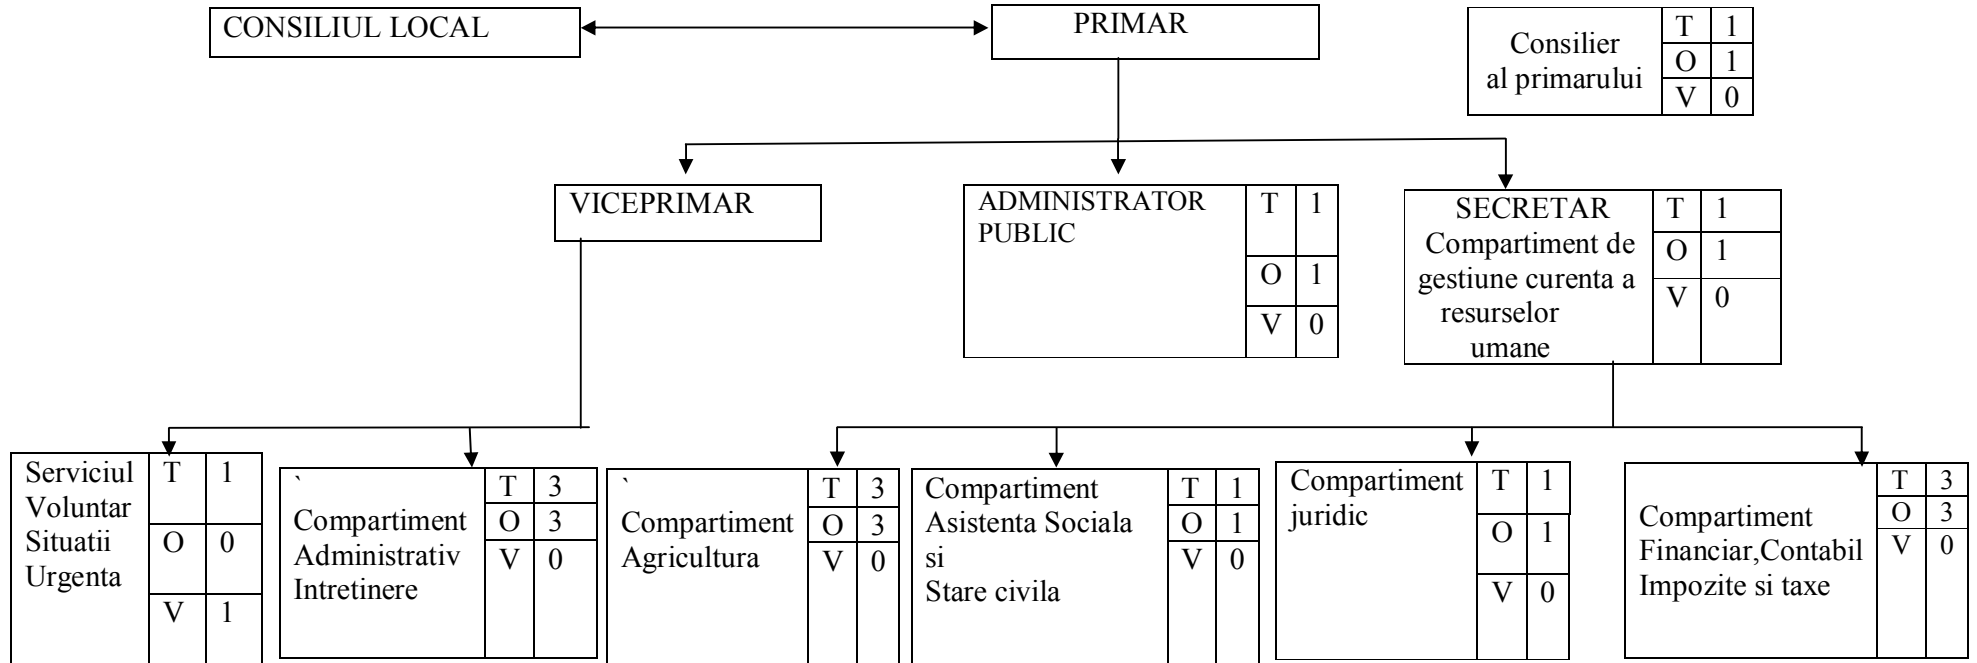 CONSILIUL LOCAL
PRIMAR
Consilier
al primarului
T 1
O 1
V 0
VICEPRIMAR
ADMINISTRATOR
PUBLIC
T 1
O 1
V 0
SECRETAR
Compartiment de
gestiune curenta a
resurselor
umane
T 1
O 1
V 0
Serviciul
Voluntar
Situatii
Urgenta
T 1
O 0
V 1
`
Compartiment
Administrativ
Intretinere
T 3
O 3
V 0
`
Compartiment
Agricultura
T 3
O 3
V 0
Compartiment
Asistenta Sociala
si
Stare civila
T 1
O 1
V 0
Compartiment
juridic
T 1
O 1
V 0
Compartiment
Financiar,Contabil
Impozite si taxe
T 3
O 3
V 0